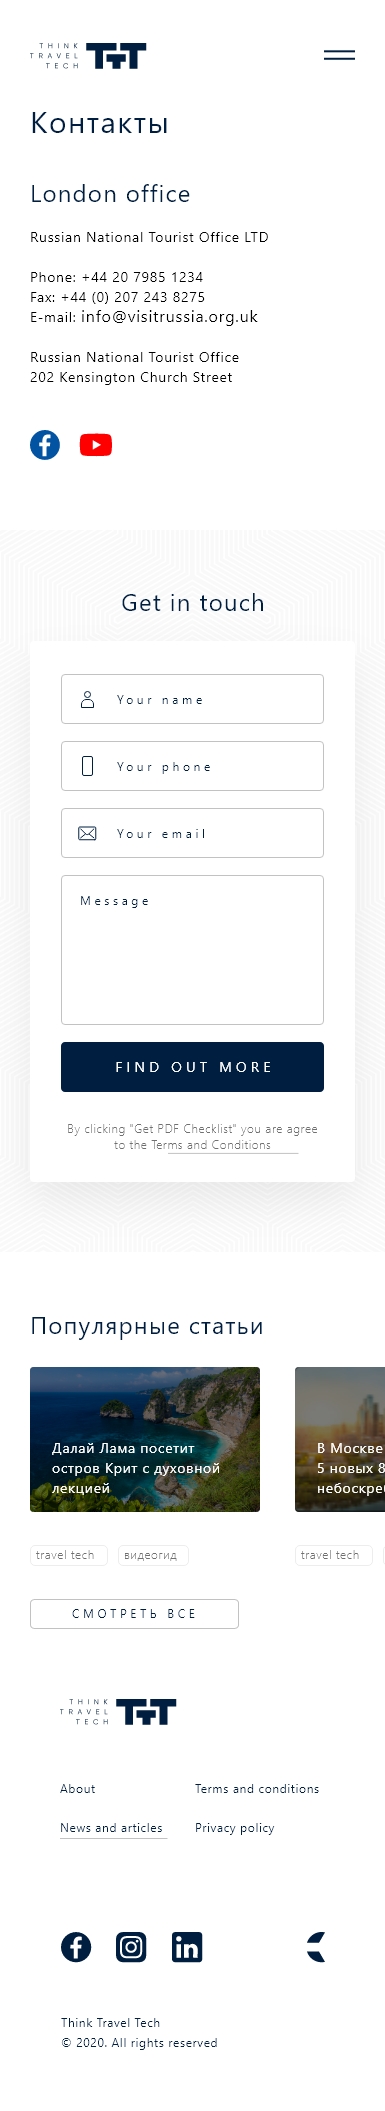 THINK
TRAVEL
TECH
TTT
Контакты
London office
Russian National Tourist Office LTD
Phone: +44 20 7985 1234
Fax: +44 (0) 207 243 8275
E-mail: info@visitrussia.org.uk
Russian National Tourist Office
202 Kensington Church Street
Get in touch
Your name
Your phone
Your email
Message
FIND OUT MORE
By clicking "Get PDF Checklist" you are agree
to the Terms and Conditions
Популярные статьи
Далай Лама посетит
остров Крит с духовной
лекцией
В Москве
5 новых 8
небоскре
travel tech
видеогид
travel tech
СМОТРЕТЬ ВСЕ
THINK
TRAVEL
TECH
TTT
About
Terms and conditions
News and articles
Privacy policy
Think Travel Tech
© 2020. All rights reserved